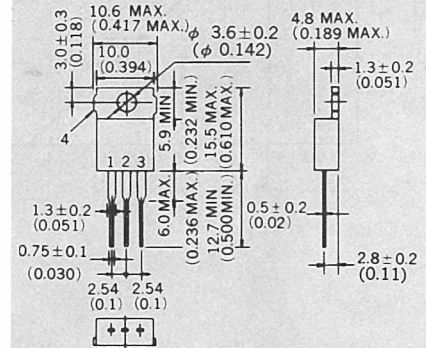 10.6 MAX.
(0.417 MAX.)
10.0
(0.394)
3.0±0.3
(0.118)
ϕ 3.6±0.2
(ϕ 0.142)
4
5.9 MIN
(0.232 MIN.)
15.5 MAX.
(0.610 MAX.)
1 2 3
6.0 MAX.
(0.236 MAX.)
12.7 MIN
(0.500MIN.)
1.3±0.2
(0.051)
0.75±0.1
(0.030)
2.54
(0.1)
2.54
(0.1)
4.8 MAX.
(0.189 MAX.)
1.3±0.2
(0.051)
0.5±0.2
(0.02)
2.8±0.2
(0.11)